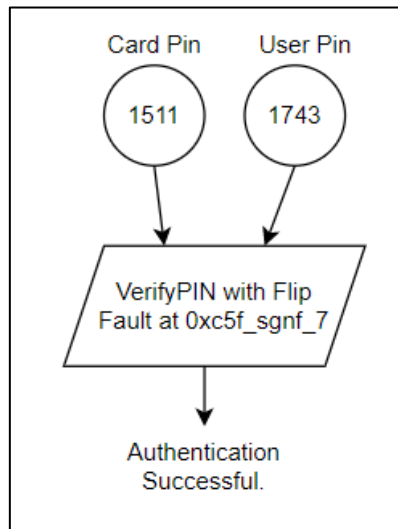 Card Pin
User Pin
1511
1743
VerifyPIN with Flip
Fault at 0xc5f_sgnf_7
Authentication
Successful.